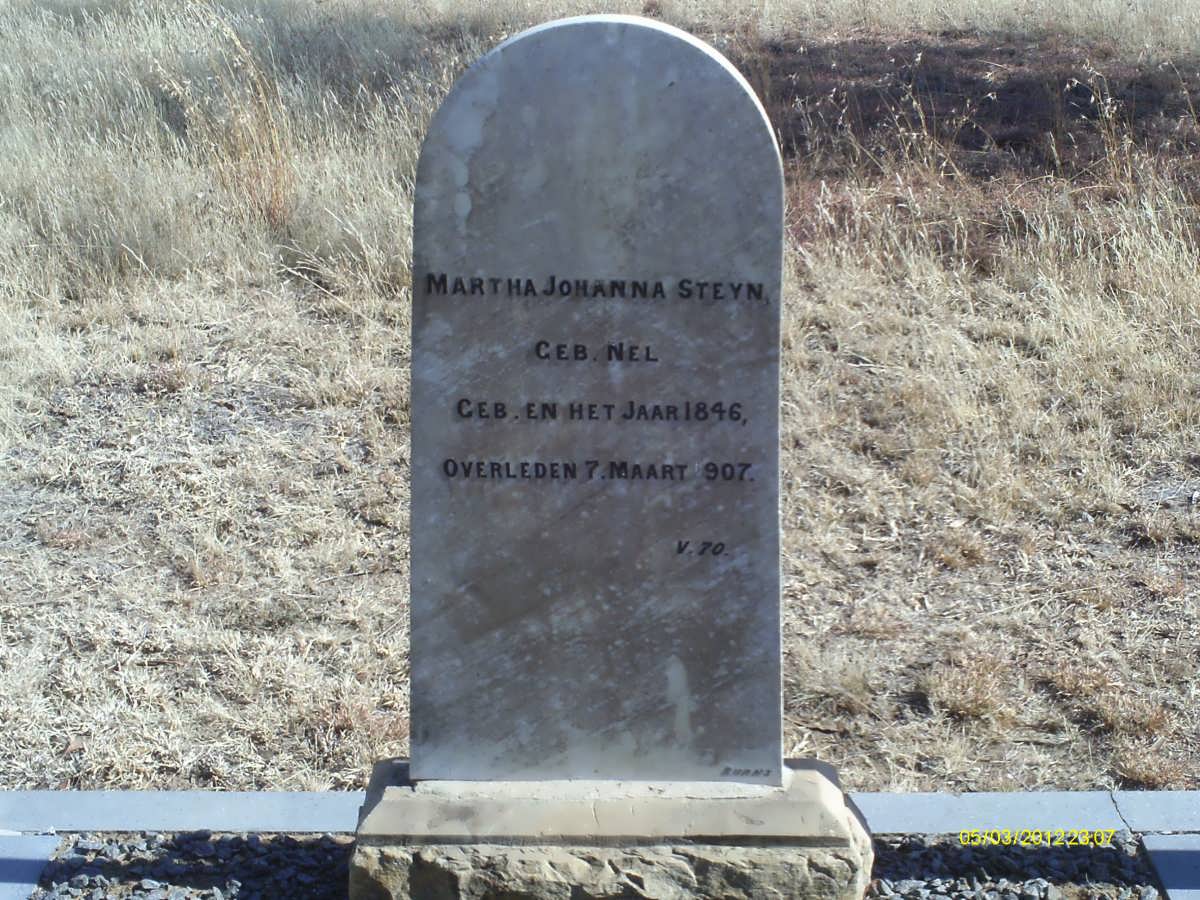 MARTHA JOHANNA STEYN,
GEB. NEL
GEB. EN HET JAAR 1846,
OVERLEDEN 7. MAART 907.
V. 70.
BURNS
05/03/2012 23:07